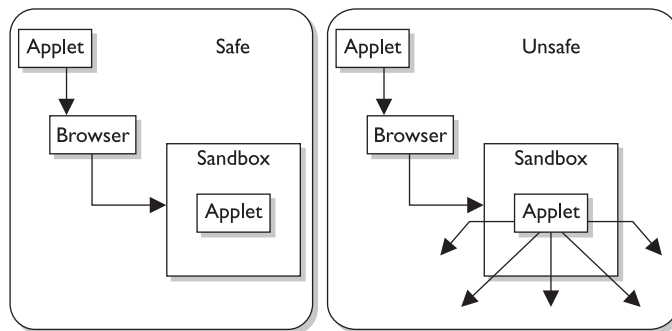 Applet
Safe
Browser
Sandbox
Applet
Applet
Unsafe
Browser
Sandbox
Applet